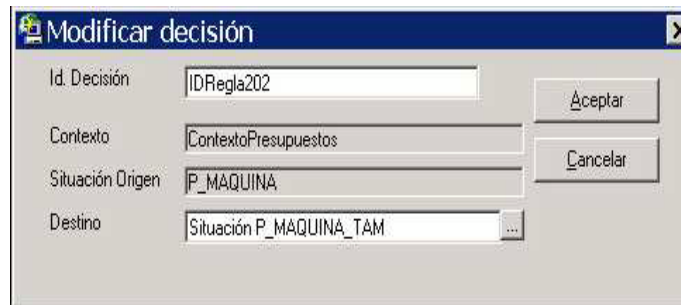 Modificar decisión
Id. Decisión IDRegla202
Aceptar
Contexto ContextoPresupuestos
Cancelar
Situación Origen P_MAQUINA
Destino Situación P_MAQUINA_TAM ...